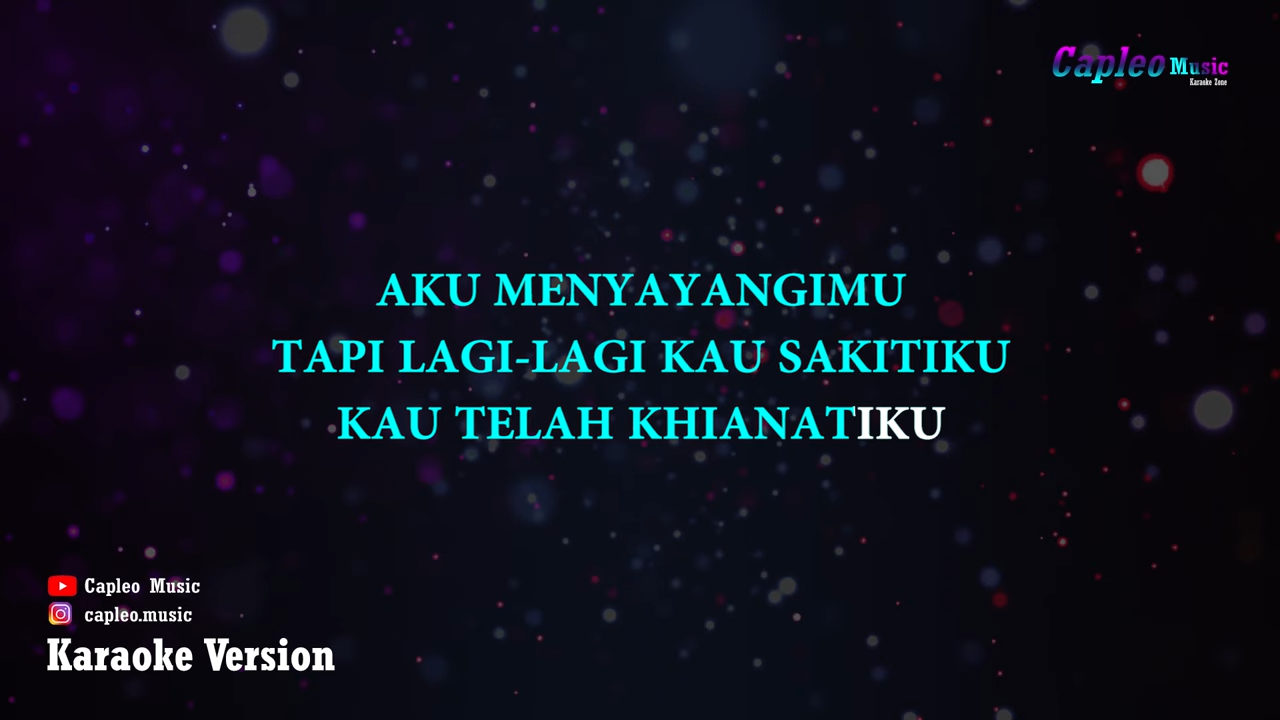 Capleo Music
Karaoke Zone
AKU MENYAYANGIMU
TAPI LAGI-LAGI KAU SAKITIKU
KAU TELAH KHIANATIKU
Capleo Music
capleo.music
Karaoke Version